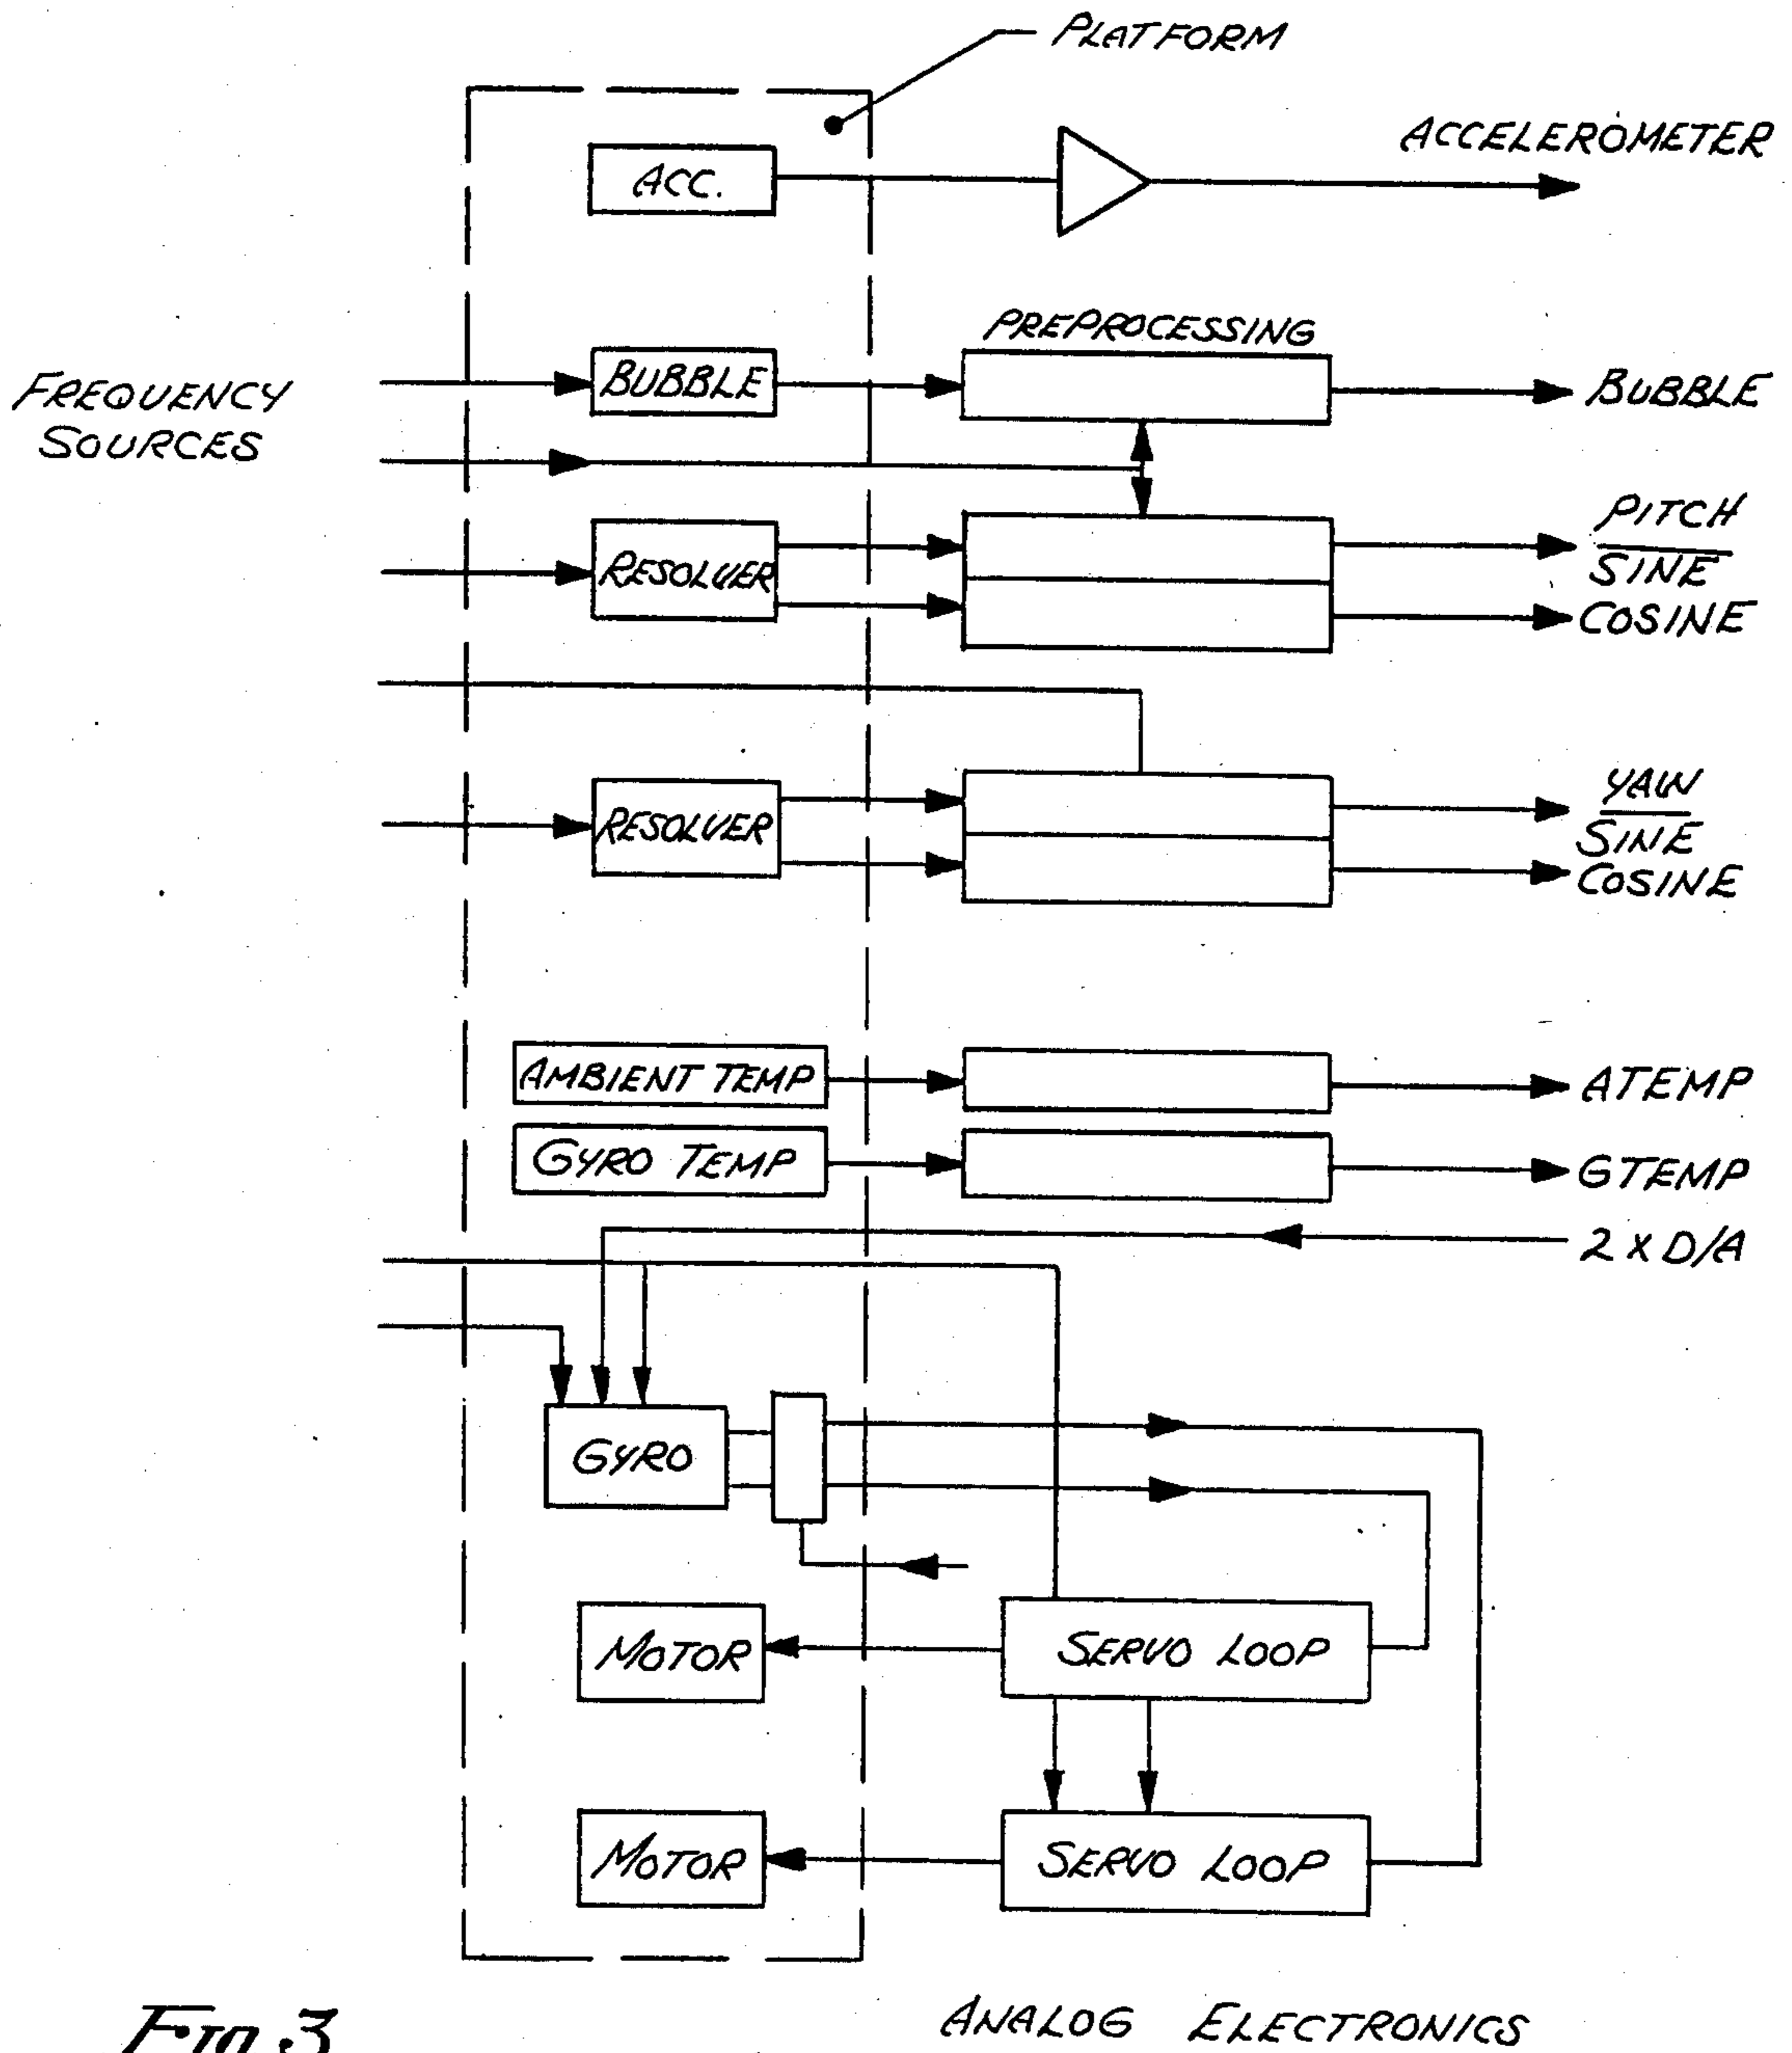 PLATFORM
ACCELEROMETER
ACC.
PREPROCESSING
FREQUENCY
SOURCES
BUBBLE
BUBBLE
PITCH
SINE
RESOLVER
COSINE
YAW
SINE
RESOLVER
COSINE
AMBIENT TEMP
ATEMP
GYRO TEMP
GTEMP
2 X D/A
GYRO
MOTOR
SERVO LOOP
MOTOR
SERVO LOOP
FIG. 3
ANALOG ELECTRONICS